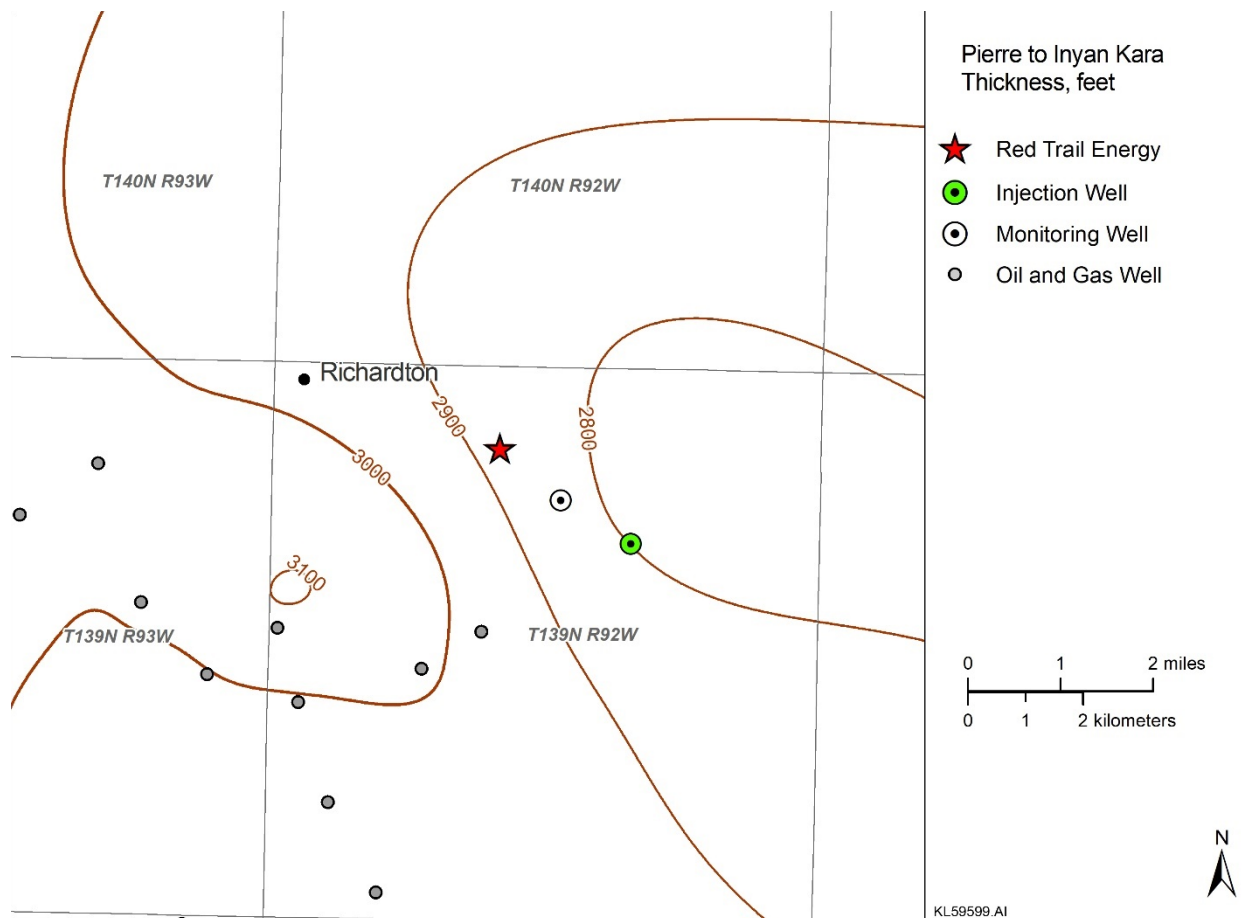 Pierre to Inyan Kara
Thickness, feet
Red Trail Energy
Injection Well
Monitoring Well
Oil and Gas Well
T140N R93W
T140N R92W
Richardton
2900
2800
3000
3100
T139N R93W
T139N R92W
0 1 2 miles
0 1 2 kilometers
N
KL59599.AI